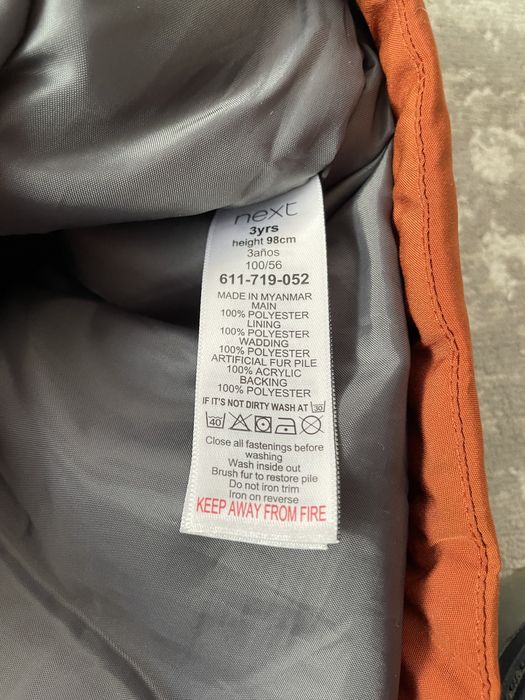 next
3yrs
height 98cm
3años
100/56
611-719-052
MADE IN MYANMAR
MAIN
100% POLYESTER
LINING
100% POLYESTER
WADDING
100% POLYESTER
ARTIFICIAL FUR PILE
100% ACRYLIC
BACKING
100% POLYESTER
IF IT'S NOT DIRTY WASH AT 30
40
Close all fastenings before
washing
Wash inside out
Brush fur to restore pile
Do not iron trim
Iron on reverse
KEEP AWAY FROM FIRE